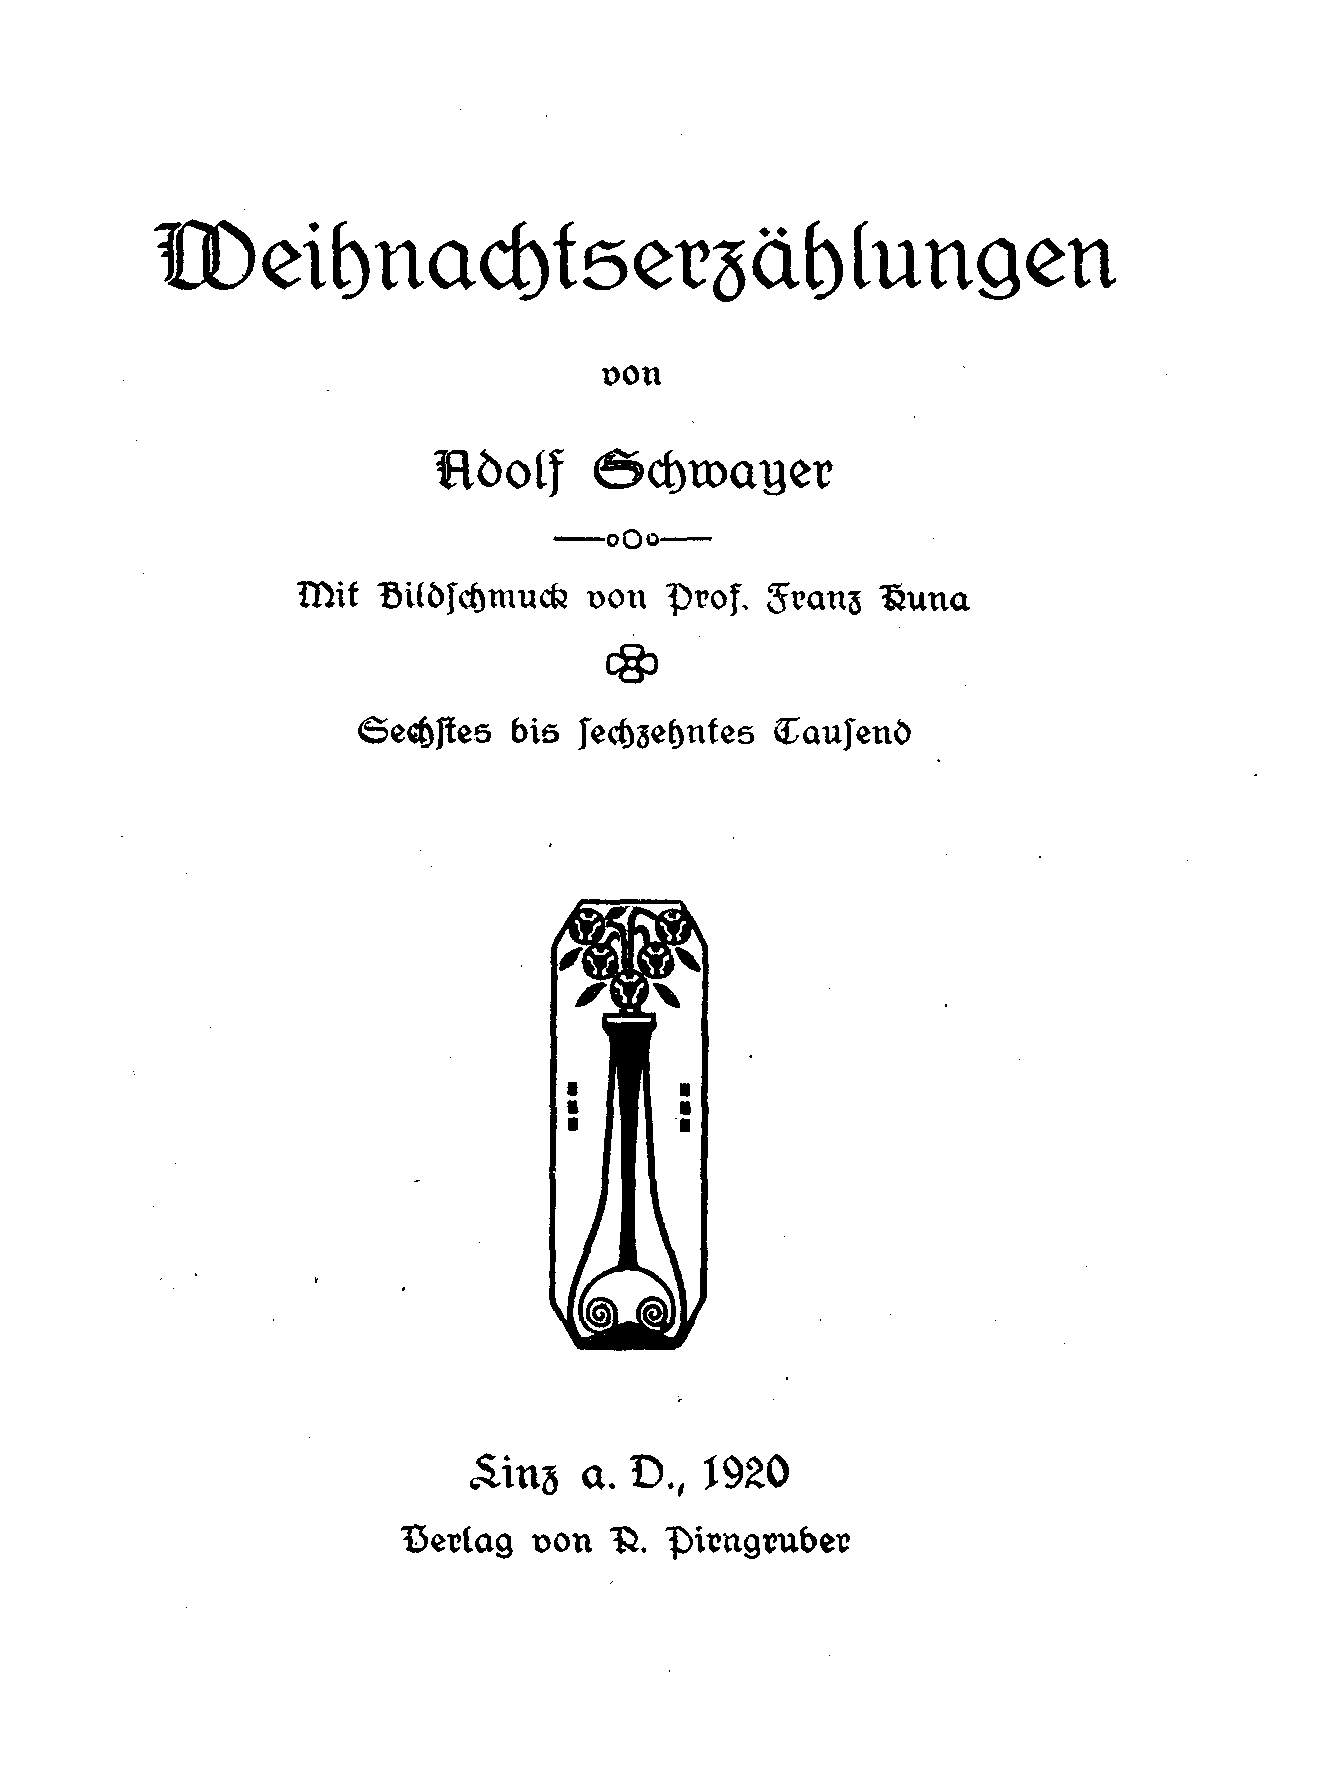 Weihnachtserzählungen
von
Adolf Schwayer
Mit Bildſchmuck von Prof. Franz Kuna
Sechſtes bis ſechzehntes Tauſend
Linz a. D., 1920
Verlag von R. Pirngruber